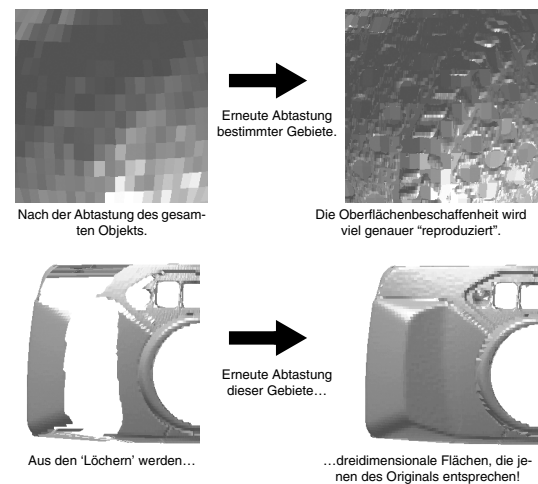 Erneute Abtastung
bestimmter Gebiete.
Nach der Abtastung des gesam-
ten Objekts.
Die Oberflächenbeschaffenheit wird
viel genauer “reproduziert”.
Erneute Abtastung
dieser Gebiete…
Aus den ‘Löchern’ werden…
…dreidimensionale Flächen, die je-
nen des Originals entsprechen!